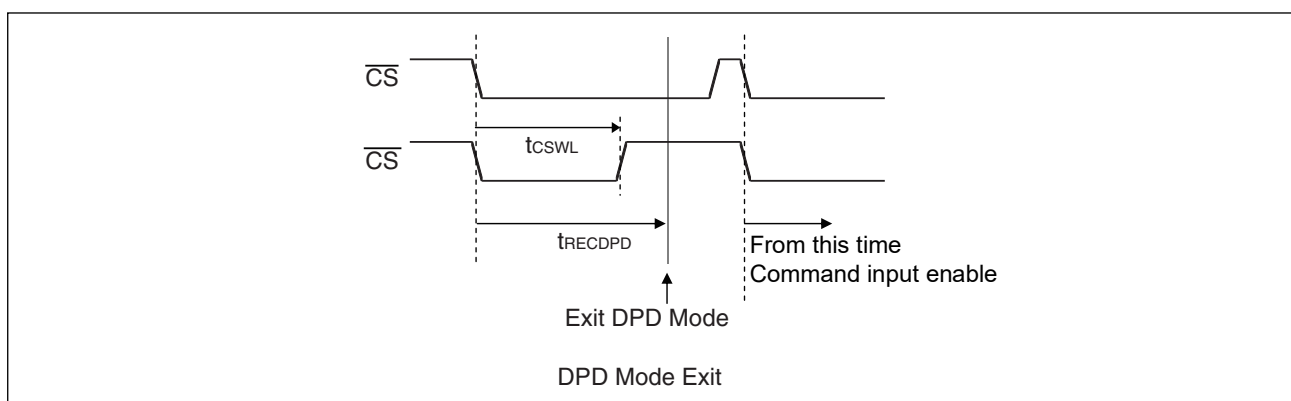 CS
tCSWL
CS
tRECDPD
From this time
Command input enable
Exit DPD Mode
DPD Mode Exit